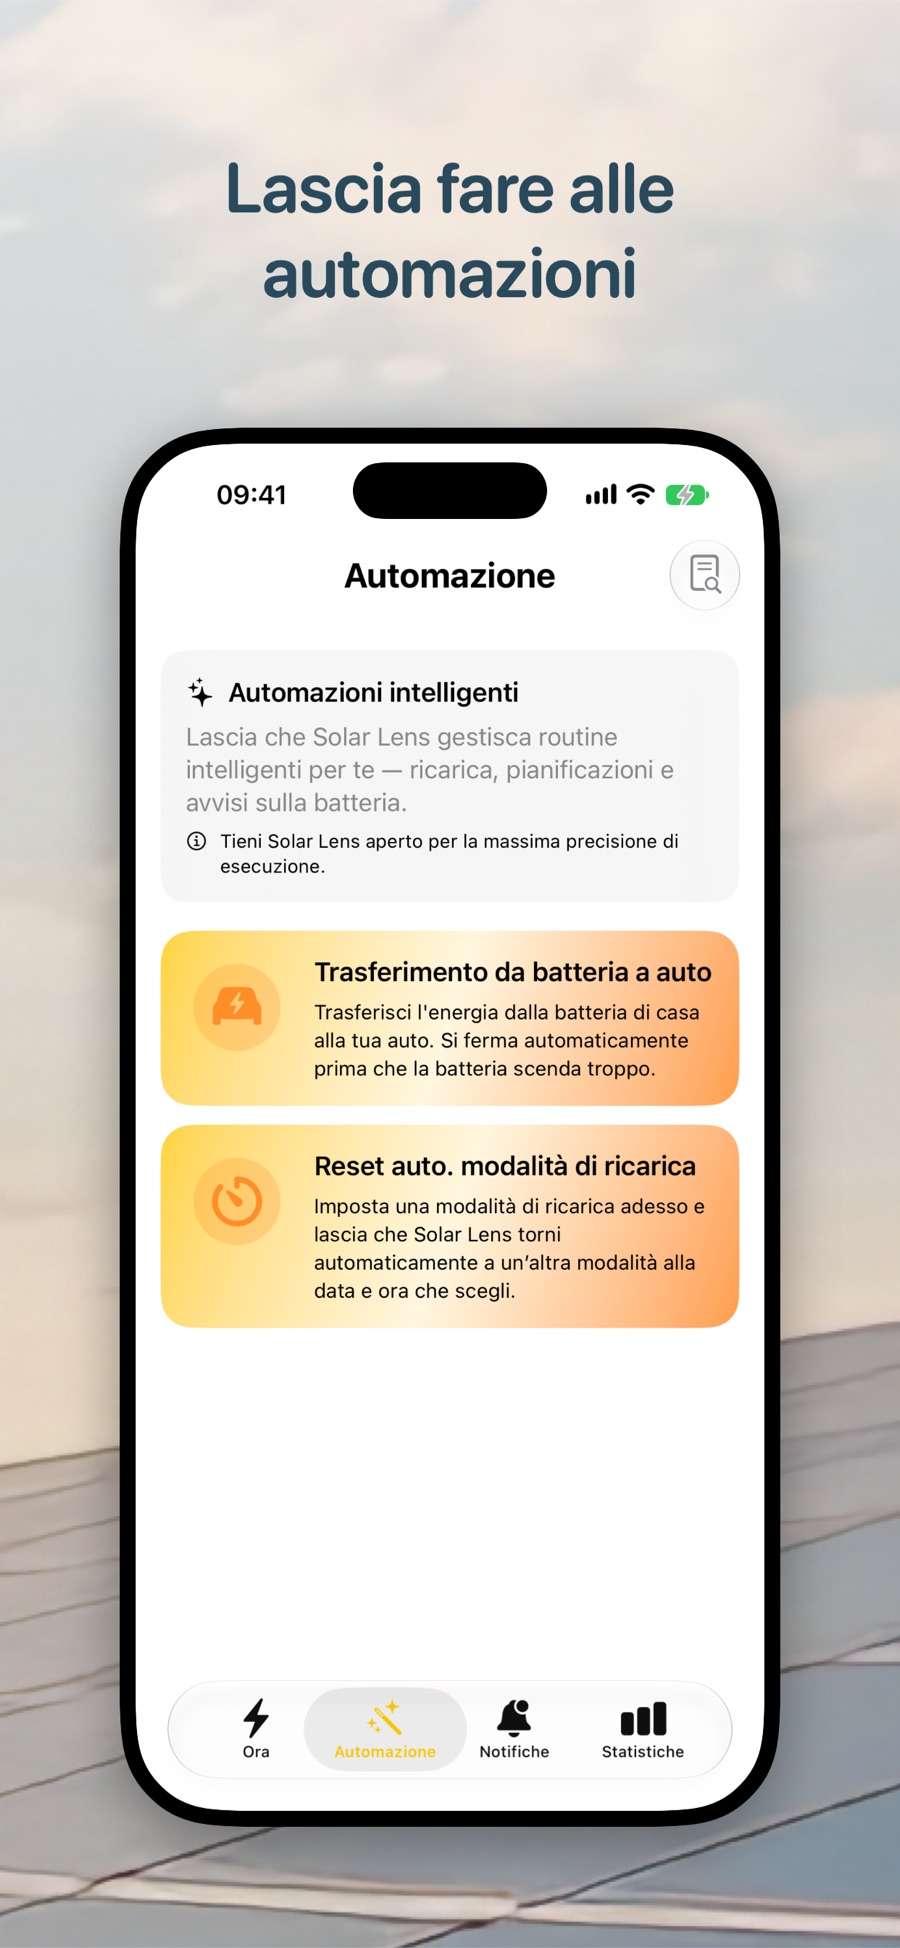 Lascia fare alle
automazioni
09:41
Automazione
Automazioni intelligenti
Lascia che Solar Lens gestisca routine
intelligenti per te — ricarica, pianificazioni e
avvisi sulla batteria.
Tieni Solar Lens aperto per la massima precisione di
esecuzione.
Trasferimento da batteria a auto
Trasferisci l'energia dalla batteria di casa
alla tua auto. Si ferma automaticamente
prima che la batteria scenda troppo.
Reset auto. modalità di ricarica
Imposta una modalità di ricarica adesso e
lascia che Solar Lens torni
automaticamente a un’altra modalità alla
data e ora che scegli.
Ora
Automazione
Notifiche
Statistiche